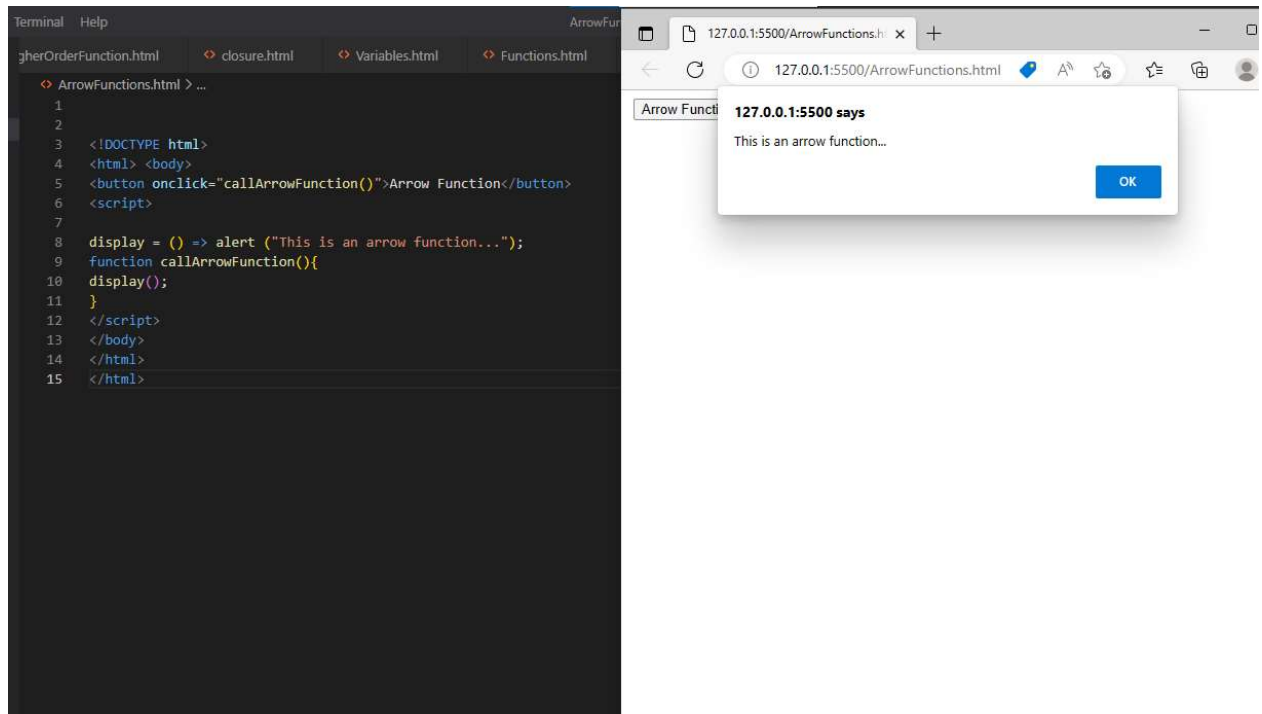 Terminal Help ArrowFun
gherOrderFunction.html closure.html Variables.html Functions.html
ArrowFunctions.html > ...
1
2
3 <!DOCTYPE html>
4 <html> <body>
5 <button onclick="callArrowFunction()">Arrow Function</button>
6 <script>
7
8 display = () => alert ("This is an arrow function...");
9 function callArrowFunction(){
10 display();
11 }
12 </script>
13 </body>
14 </html>
15 </html>
127.0.0.1:5500/ArrowFunctions.h
127.0.0.1:5500/ArrowFunctions.html
Arrow Functi
127.0.0.1:5500 says
This is an arrow function...
OK